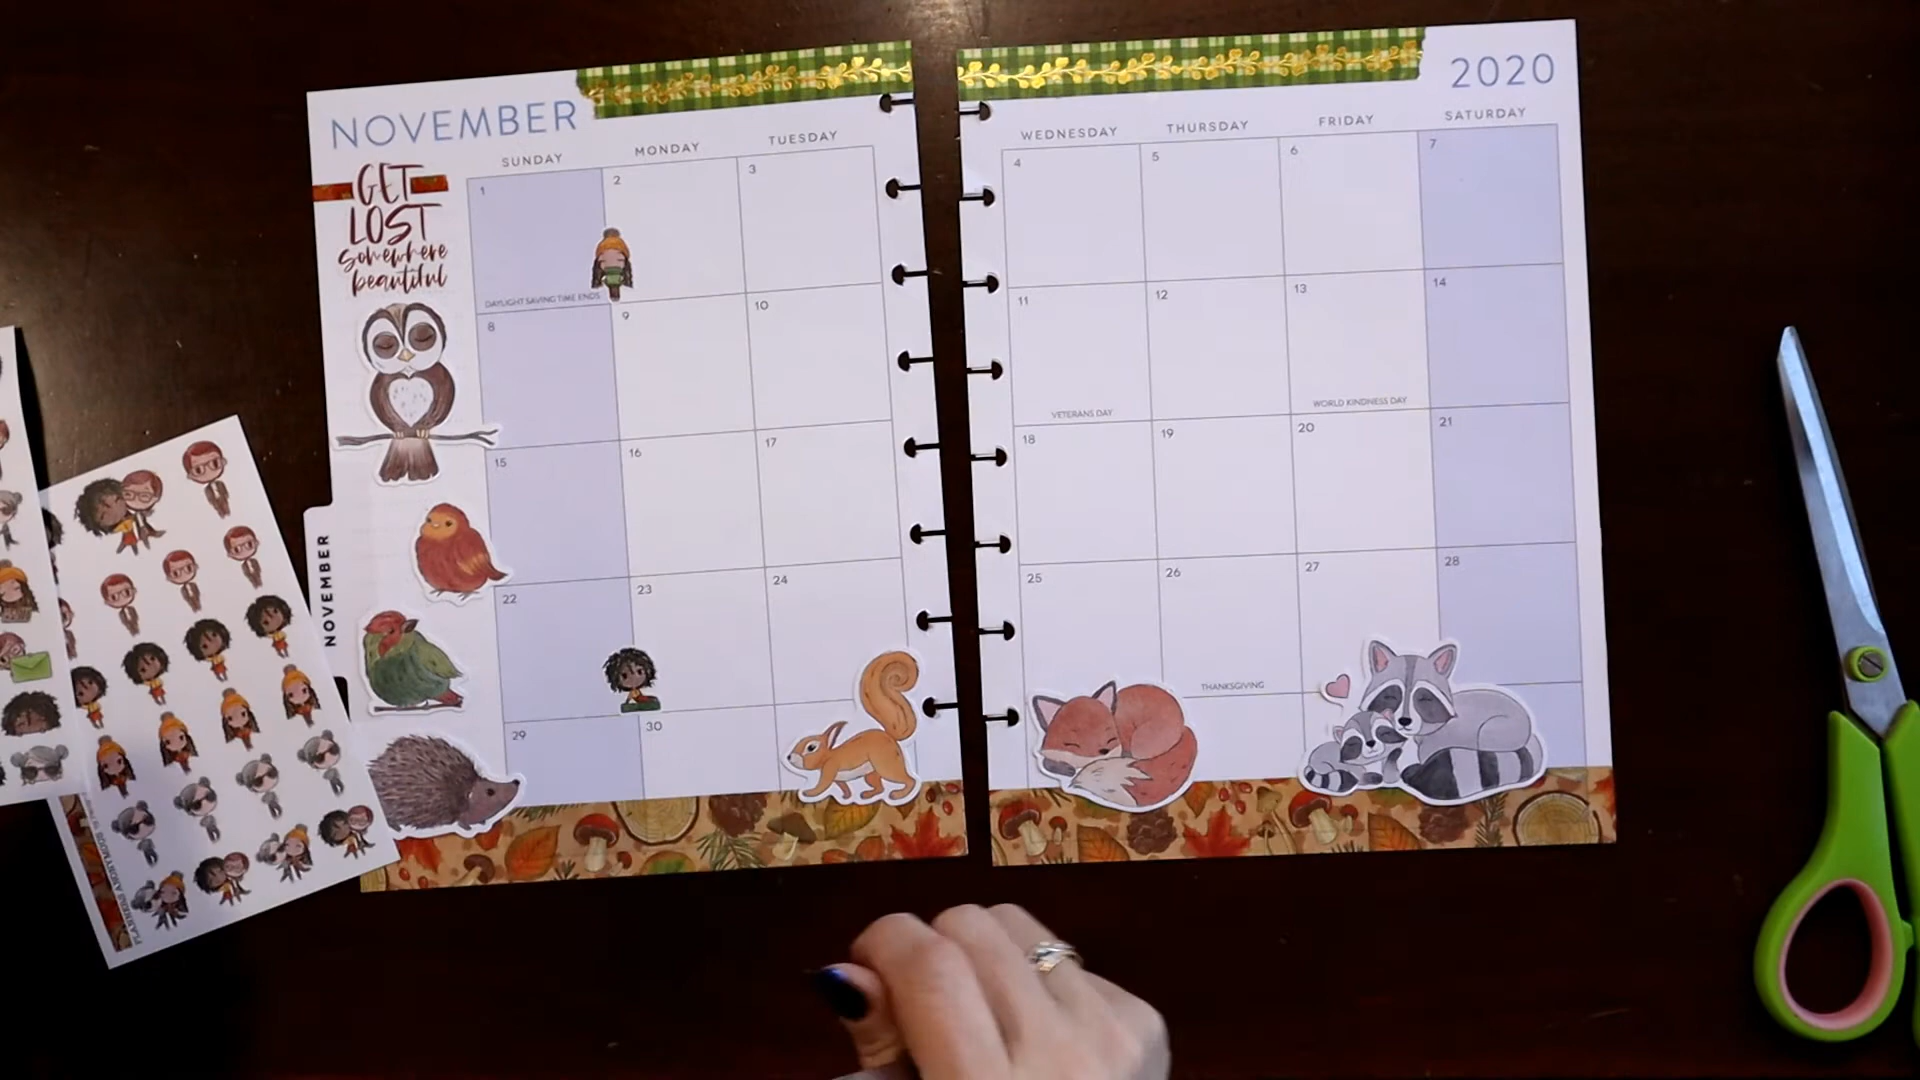 NOVEMBER
2020
GET
LOST
somewhere
beautiful
SUNDAY MONDAY TUESDAY WEDNESDAY THURSDAY FRIDAY SATURDAY
1 2 3 4 5 6 7
DAYLIGHT SAVING TIME ENDS
8 9 10 11 12 13 14
VETERANS DAY
WORLD KINDNESS DAY
15 16 17 18 19 20 21
22 23 24 25 26 27 28
THANKSGIVING
29 30
NOVEMBER